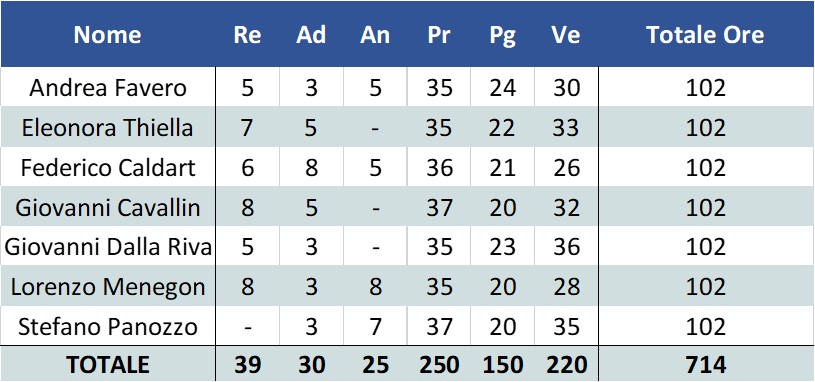 Nome Re Ad An Pr Pg Ve Totale Ore
Andrea Favero 5 3 5 35 24 30 102
Eleonora Thiella 7 5 - 35 22 33 102
Federico Caldart 6 8 5 36 21 26 102
Giovanni Cavallin 8 5 - 37 20 32 102
Giovanni Dalla Riva 5 3 - 35 23 36 102
Lorenzo Menegon 8 3 8 35 20 28 102
Stefano Panozzo - 3 7 37 20 35 102
TOTALE 39 30 25 250 150 220 714